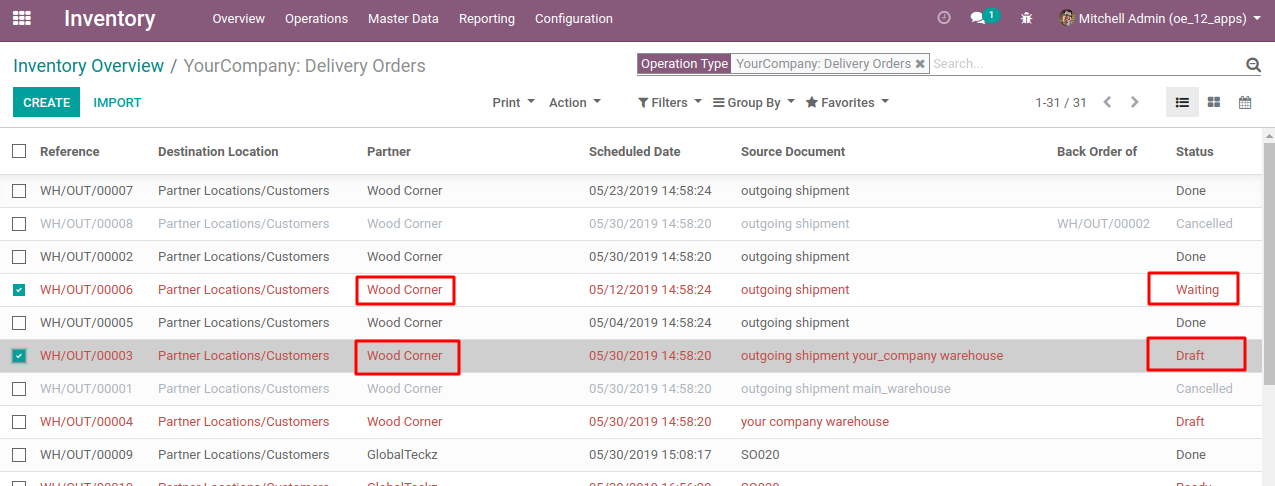 Inventory Overview Operations Master Data Reporting Configuration 1 Mitchell Admin (oe_12_apps)
Inventory Overview / YourCompany: Delivery Orders Operation Type YourCompany: Delivery Orders Search...
CREATE IMPORT Print Action Filters Group By Favorites 1-31 / 31
Reference Destination Location Partner Scheduled Date Source Document Back Order of Status
WH/OUT/00007 Partner Locations/Customers Wood Corner 05/23/2019 14:58:24 outgoing shipment Done
WH/OUT/00008 Partner Locations/Customers Wood Corner 05/30/2019 14:58:20 outgoing shipment WH/OUT/00002 Cancelled
WH/OUT/00002 Partner Locations/Customers Wood Corner 05/30/2019 14:58:20 outgoing shipment Done
WH/OUT/00006 Partner Locations/Customers Wood Corner 05/12/2019 14:58:24 outgoing shipment Waiting
WH/OUT/00005 Partner Locations/Customers Wood Corner 05/04/2019 14:58:24 outgoing shipment Done
WH/OUT/00003 Partner Locations/Customers Wood Corner 05/30/2019 14:58:20 outgoing shipment your_company warehouse Draft
WH/OUT/00001 Partner Locations/Customers Wood Corner 05/30/2019 14:58:20 outgoing shipment main_warehouse Cancelled
WH/OUT/00004 Partner Locations/Customers Wood Corner 05/30/2019 14:58:20 your company warehouse Draft
WH/OUT/00009 Partner Locations/Customers GlobalTeckz 05/30/2019 15:08:17 SO020 Done